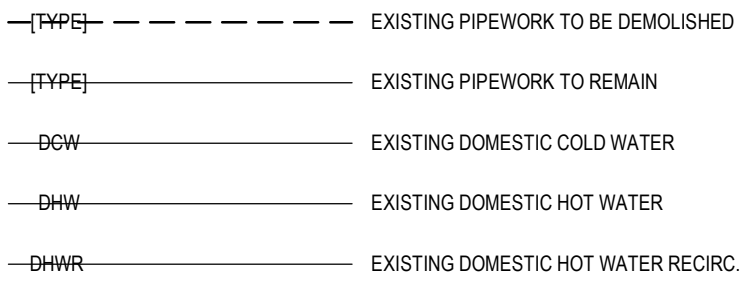 [TYPE] EXISTING PIPEWORK TO BE DEMOLISHED
[TYPE] EXISTING PIPEWORK TO REMAIN
DCW EXISTING DOMESTIC COLD WATER
DHW EXISTING DOMESTIC HOT WATER
DHWR EXISTING DOMESTIC HOT WATER RECIRC.